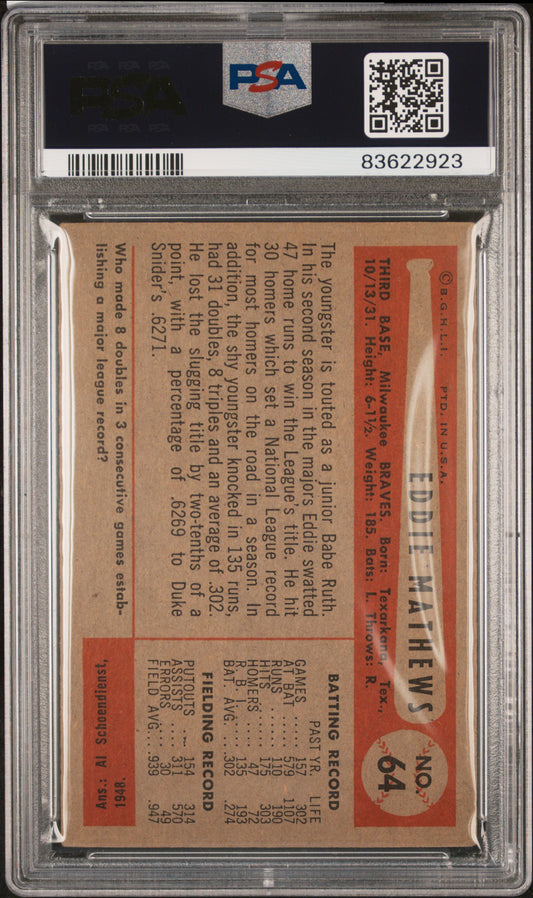 PSA
PSA PSA PSA
PSA
PSA PSA PSA
83622923
© B.G.H.L.I. PTD. IN U.S.A.
EDDIE MATHEWS
NO.
64
THIRD BASE, Milwaukee BRAVES. Born: Texarkana, Tex.,
10/13/31. Height: 6-1½. Weight: 185. Bats: L. Throws: R.
The youngster is touted as a junior Babe Ruth.
In his second season in the majors Eddie swatted
47 home runs to win the League's title. He hit
30 homers which set a National League record
for most homers on the road in a season. In
addition, the shy youngster knocked in 135 runs,
had 31 doubles, 8 triples and an average of .302.
He lost the slugging title by two-tenths of a
point, with a percentage of .6269 to Duke
Snider's .6271.
BATTING RECORD
PAST YR. LIFE
GAMES ..... 157 302
AT BAT ..... 579 1107
RUNS ...... 110 190
HITS ....... 175 303
HOMERS ... 47 72
R. B. I. ..... 135 193
BAT. AVG. .. .302 .274
FIELDING RECORD
PUTOUTS ... 154 314
ASSISTS .... 311 570
ERRORS .... 30 49
FIELD AVG. .. .939 .947
Who made 8 doubles in 3 consecutive games estab-
lishing a major league record?
Ans.: Al Schoendienst,
1948.